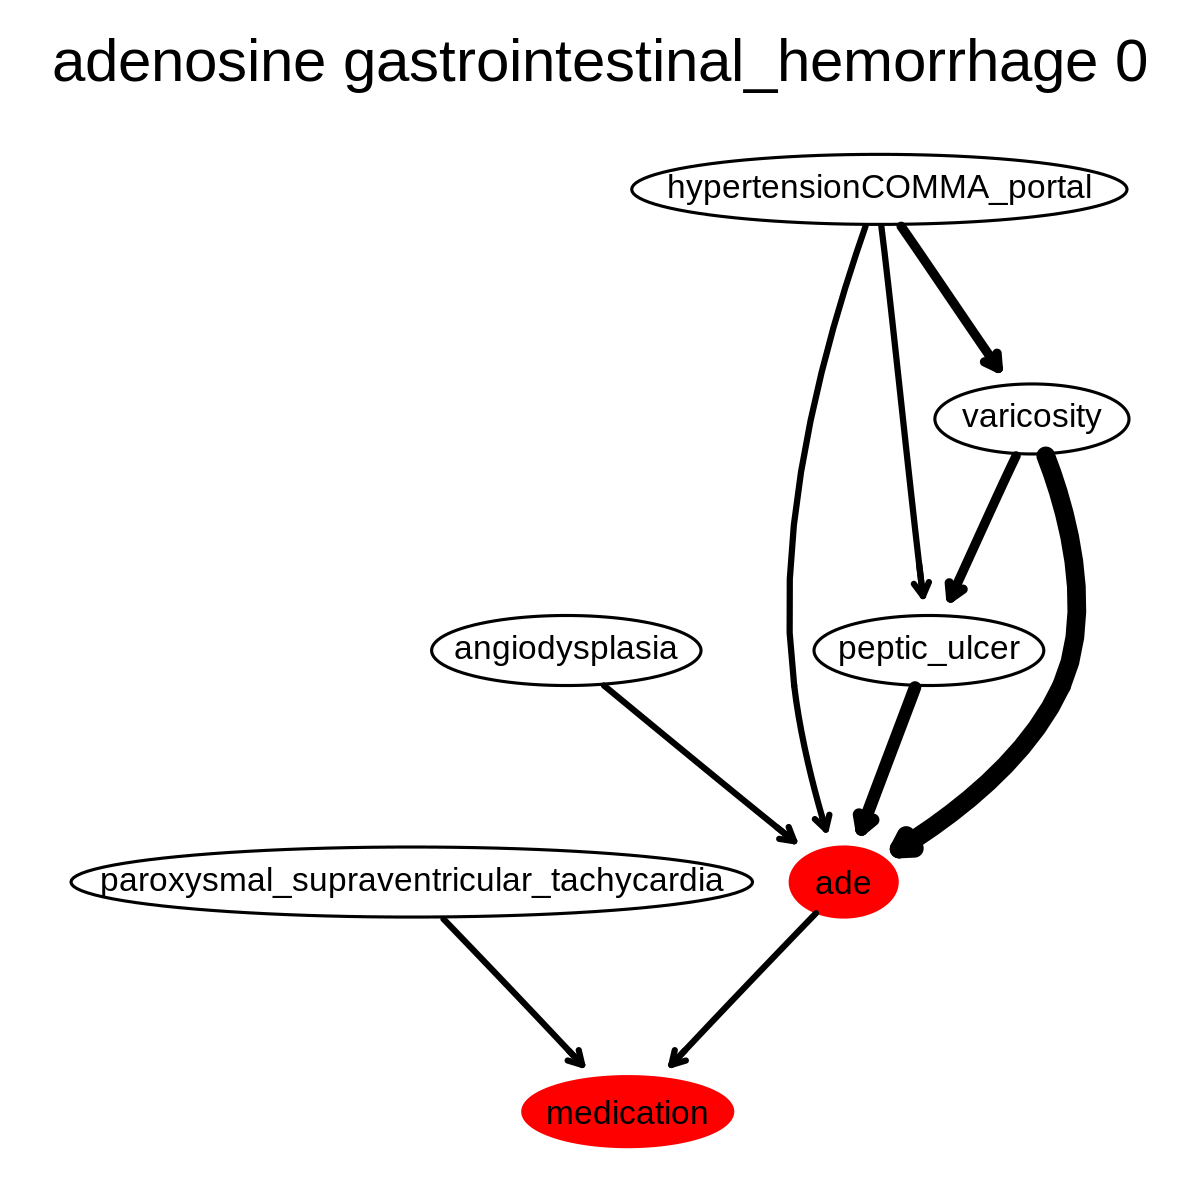 adenosine gastrointestinal_hemorrhage 0
hypertensionCOMMA_portal
varicosity
angiodysplasia
peptic_ulcer
paroxysmal_supraventricular_tachycardia
ade
medication